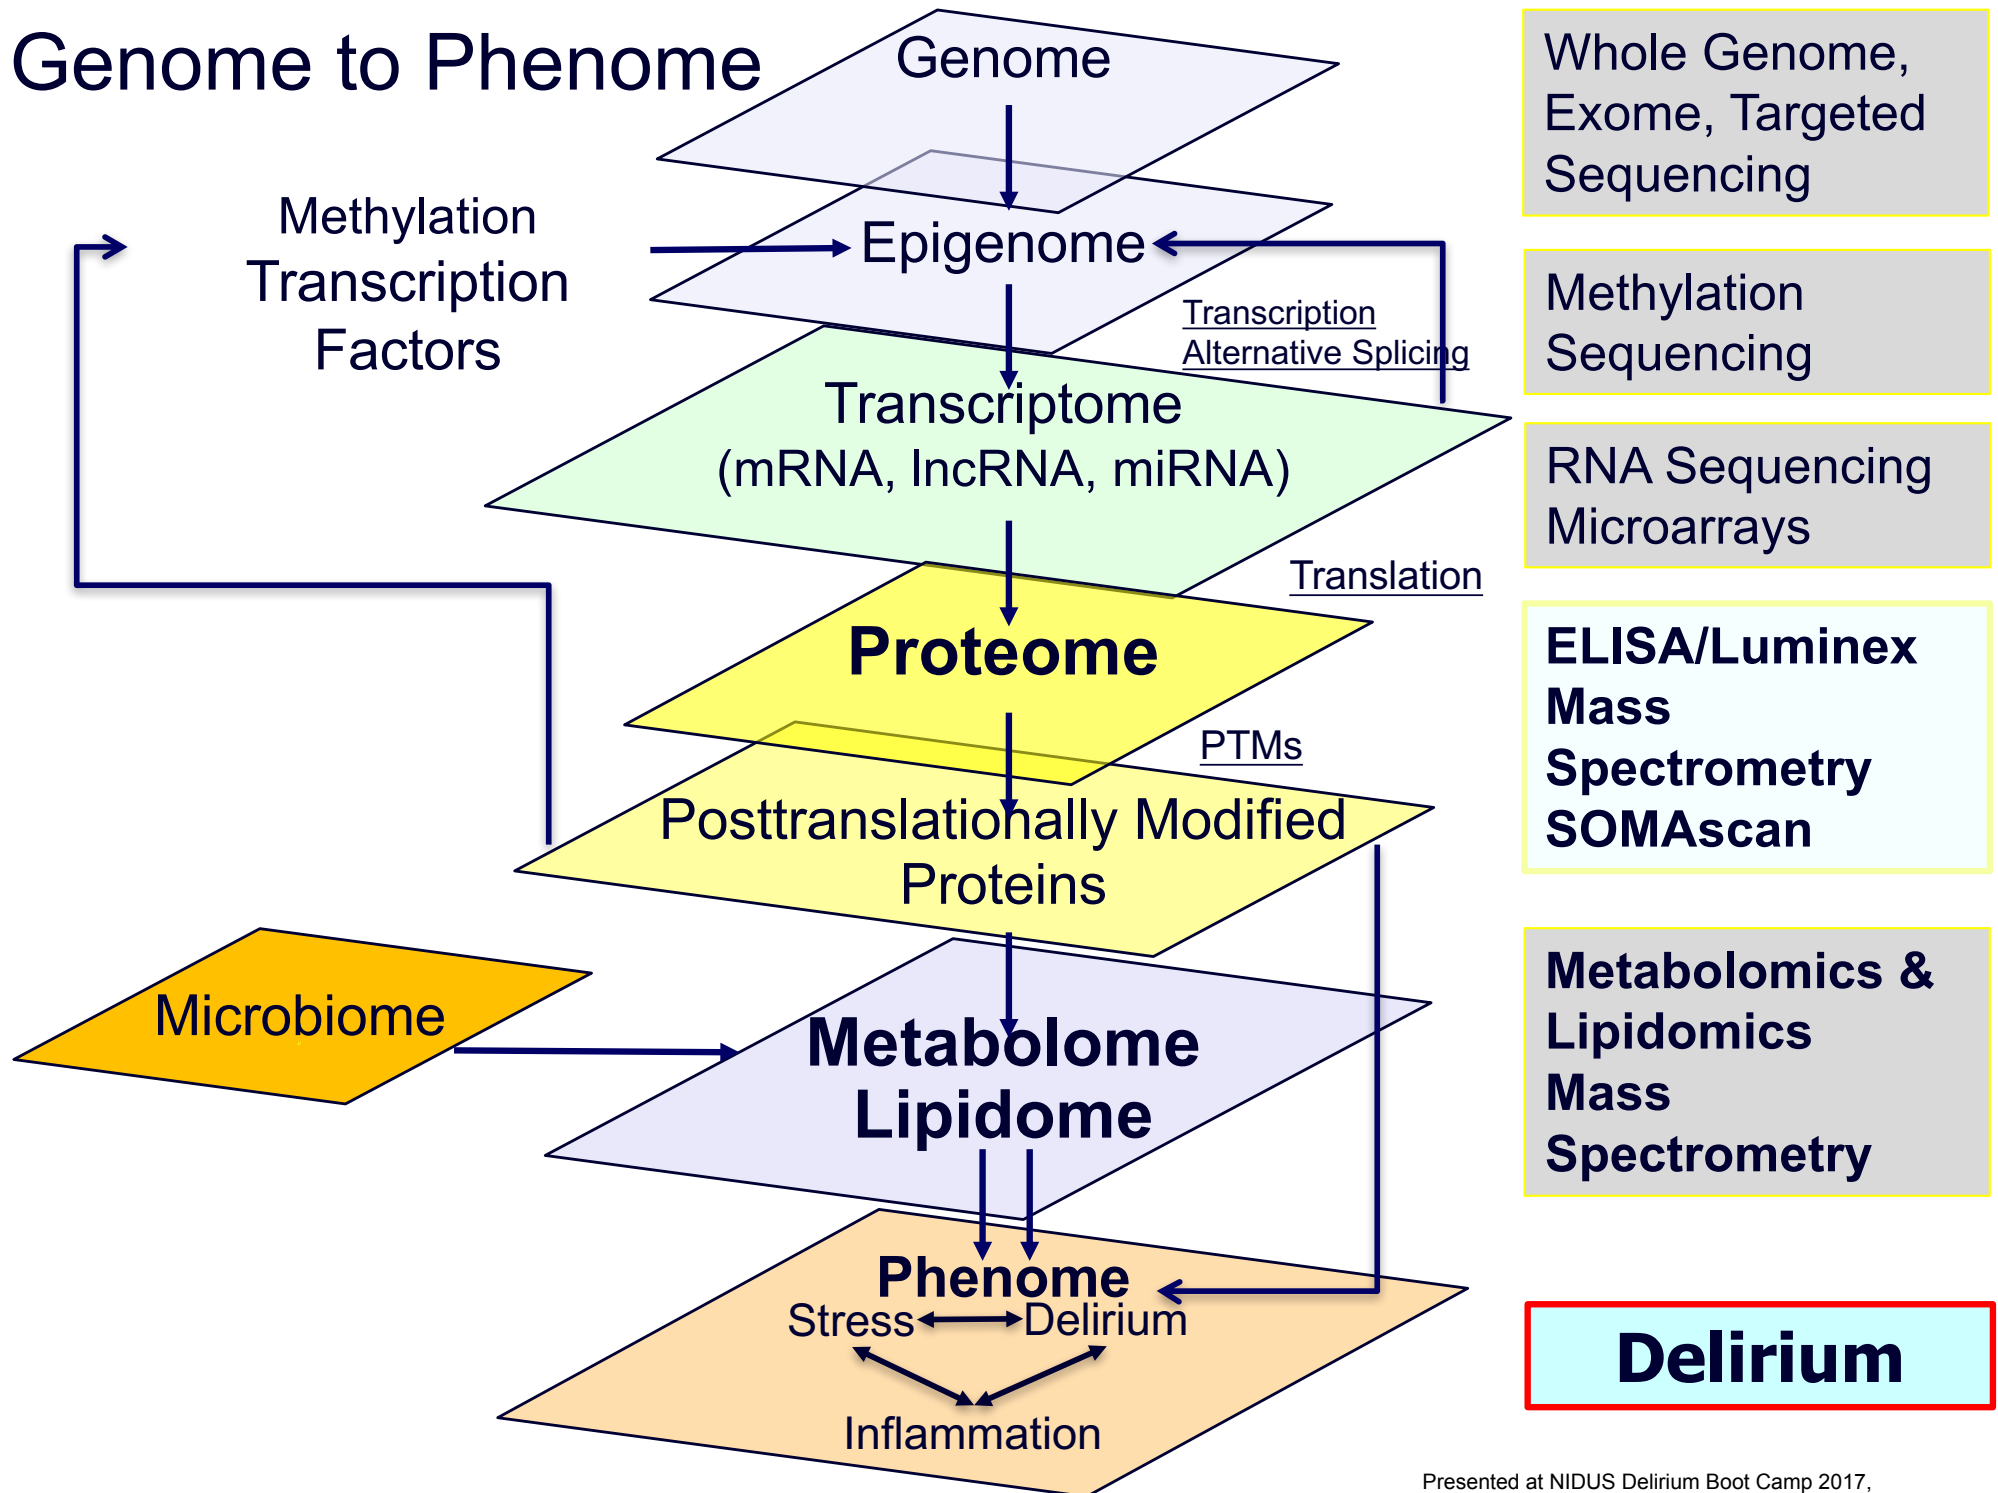 Genome to Phenome
Genome
Whole Genome,
Exome, Targeted
Sequencing
Methylation
Transcription
Factors
Epigenome
Methylation
Sequencing
Transcription
Alternative Splicing
Transcriptome
(mRNA, lncRNA, miRNA)
RNA Sequencing
Microarrays
Translation
Proteome
ELISA/Luminex
Mass
Spectrometry
SOMAscan
PTMs
Posttranslationally Modified
Proteins
Microbiome
Metabolome
Lipidome
Metabolomics &
Lipidomics
Mass
Spectrometry
Phenome
Stress
Delirium
Inflammation
Delirium
Presented at NIDUS Delirium Boot Camp 2017,